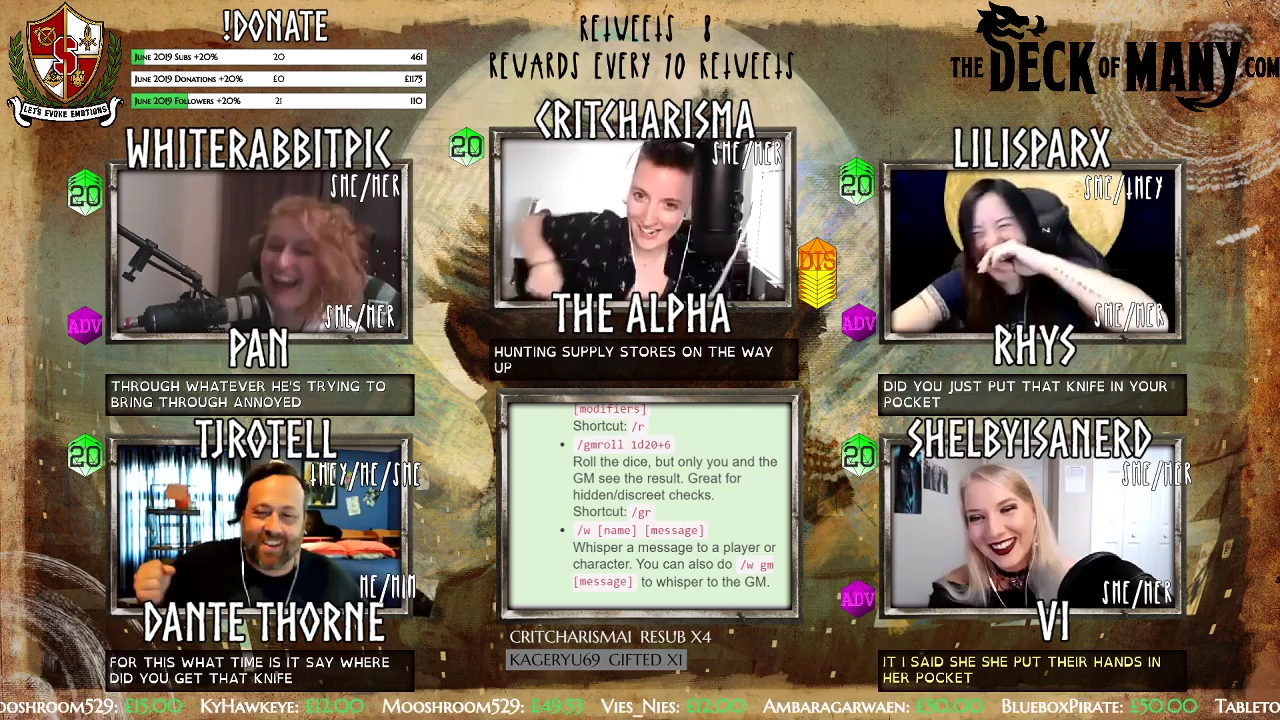 !DONATE
JUNE 2019 SUBS +20% 20 461
JUNE 2019 DONATIONS +20% £0 £1175
JUNE 2019 FOLLOWERS +20% 21 110
LET'S EVOKE EMOTIONS
RETWEETS 8
REWARDS EVERY 10 RETWEETS
THE DECK OF MANY.COM
WHITERABBITPIC
SHE/HER
20
ADV
SHE/HER
PAN
THROUGH WHATEVER HE'S TRYING TO
BRING THROUGH ANNOYED
CRITCHARISMA
SHE/HER
20
DIS
THE ALPHA
HUNTING SUPPLY STORES ON THE WAY
UP
LILISPARX
SHE/THEY
20
ADV
SHE/HER
RHYS
DID YOU JUST PUT THAT KNIFE IN YOUR
POCKET
TJROTELL
THEY/HE/SHE
20
HE/HIM
DANTE THORNE
FOR THIS WHAT TIME IS IT SAY WHERE
DID YOU GET THAT KNIFE
[modifiers]
Shortcut: /r
/gmroll 1d20+6
Roll the dice, but only you and the
GM see the result. Great for
hidden/discreet checks.
Shortcut: /gr
/w [name] [message]
Whisper a message to a player or
character. You can also do /w gm
[message] to whisper to the GM.
CRITCHARISMA1 RESUB X4
KAGERYU69 GIFTED X1
SHELBYISANERD
SHE/HER
20
ADV
SHE/HER
VI
IT I SAID SHE SHE PUT THEIR HANDS IN
HER POCKET
OOSHROOM529: £15.00 KYHAWKEYE: £12.00 MOOSHROOM529: £49.53 VIES_NIES: £12.00 AMBARAGARWAEN: £50.00 BLUEBOXPIRATE: £50.00 TABLETO